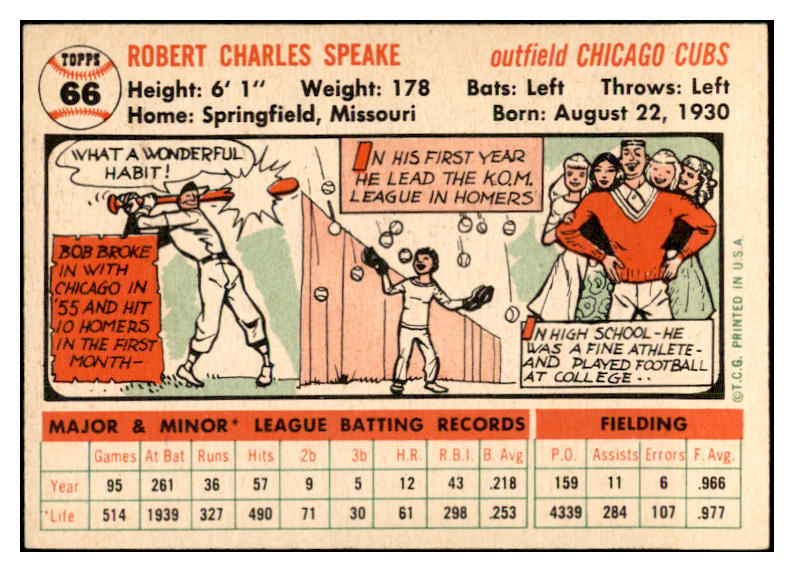 TOPPS
66
ROBERT CHARLES SPEAKE
outfield CHICAGO CUBS
Height: 6' 1" Weight: 178 Bats: Left Throws: Left
Home: Springfield, Missouri Born: August 22, 1930
WHAT A WONDERFUL
HABIT!
BOB BROKE
IN WITH
CHICAGO IN
'55 AND HIT
10 HOMERS
IN THE FIRST
MONTH—
IN HIS FIRST YEAR
HE LEAD THE K.O.M.
LEAGUE IN HOMERS
IN HIGH SCHOOL-HE
WAS A FINE ATHLETE-
AND PLAYED FOOTBALL
AT COLLEGE..
©T.C.G. PRINTED IN U.S.A.
MAJOR & MINOR* LEAGUE BATTING RECORDS FIELDING
Games At Bat Runs Hits 2b 3b H.R. R.B.I. B. Avg P.O. Assists Errors F. Avg.
Year 95 261 36 57 9 5 12 43 .218 159 11 6 .966
*Life 514 1939 327 490 71 30 61 298 .253 4339 284 107 .977